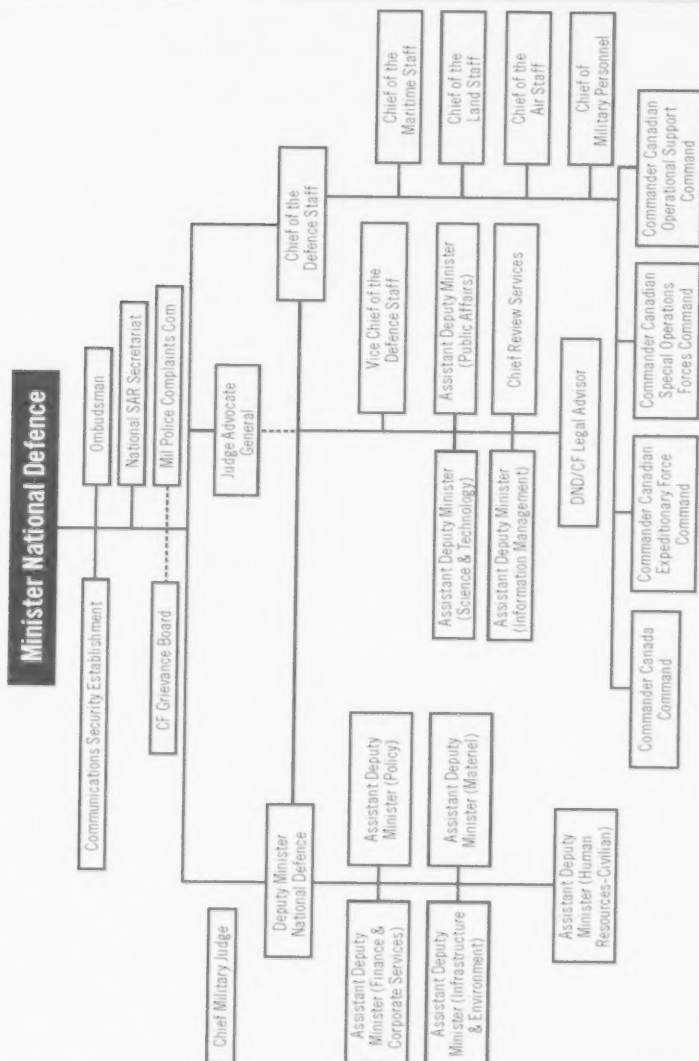 Minister National Defence
Communications Security Establishment
Ombudsman
National SAR Secretariat
CF Grievance Board
Mil Police Complaints Com
Chief Military Judge
Judge Advocate
General
Deputy Minister
National Defence
Chief of the
Defence Staff
Assistant Deputy
Minister (Finance &
Corporate Services)
Assistant Deputy
Minister (Policy)
Assistant Deputy
Minister (Infrastructure
& Environment)
Assistant Deputy
Minister (Materiel)
Assistant Deputy
Minister (Human
Resources-Civilian)
Vice Chief of the
Defence Staff
Assistant Deputy Minister
(Science & Technology)
Assistant Deputy Minister
(Public Affairs)
Assistant Deputy Minister
(Information Management)
Chief Review Services
DND/CF Legal Advisor
Chief of the
Maritime Staff
Chief of the
Land Staff
Chief of the
Air Staff
Chief of
Military Personnel
Commander Canada
Command
Commander Canadian
Expeditionary Force
Command
Commander Canadian
Special Operations
Forces Command
Commander Canadian
Operational Support
Command